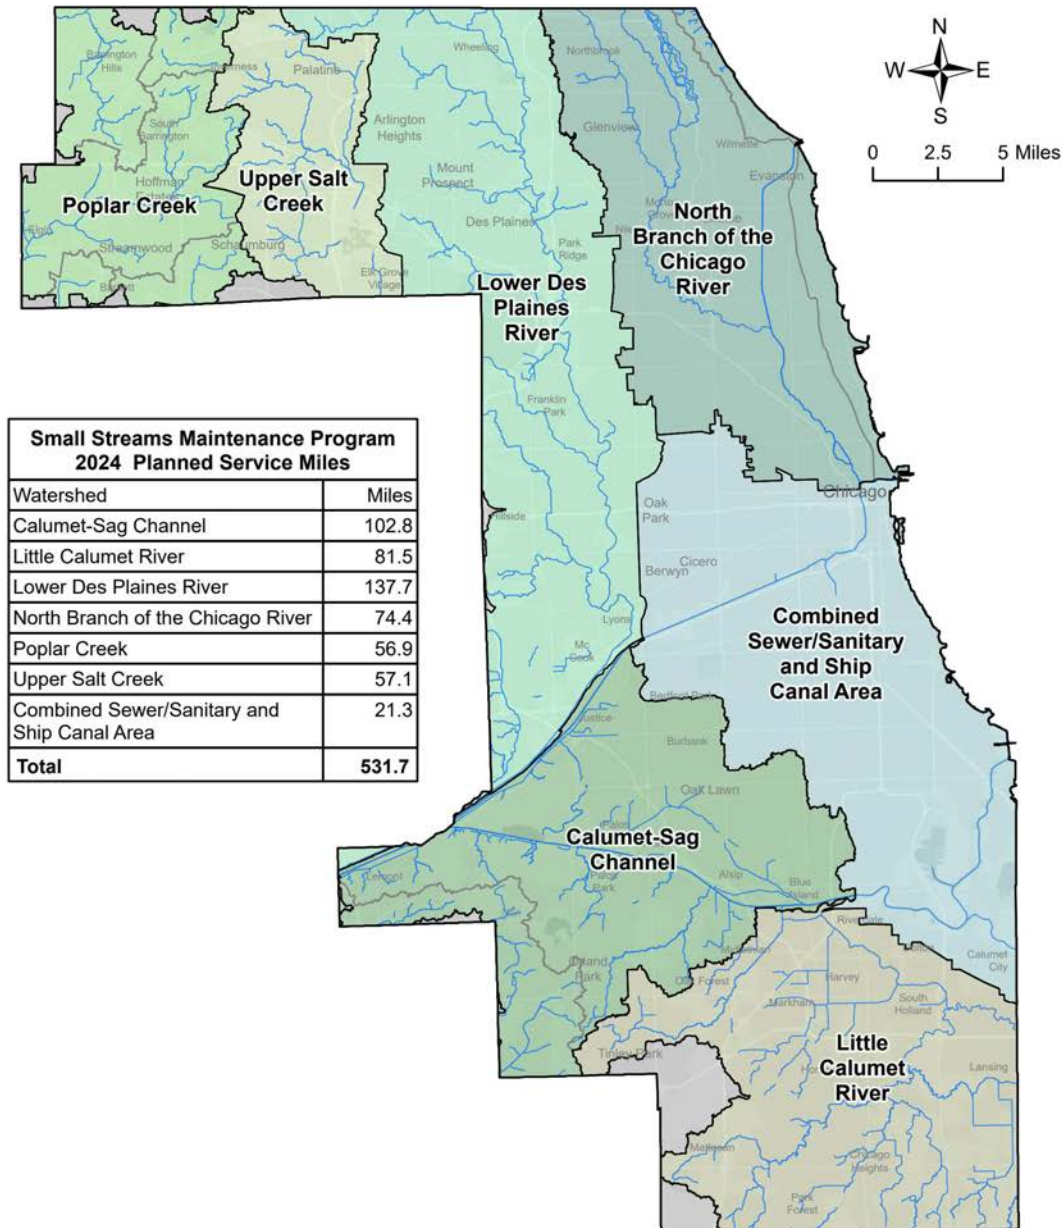 N
W E
S
0 2.5 5 Miles
Barrington
Hills
Inverness
Palatine
Wheeling
Northbrook
South
Barrington
Arlington
Heights
Glenview
Wilmette
Hoffman
Estates
Poplar Creek
Upper Salt
Creek
Mount
Prospect
Evanston
Morton
Grove
North
Branch of the
Chicago
River
Elgin
Streamwood
Schaumburg
Des Plaines
Park
Ridge
Bartlett
Elk Grove
Village
Lower Des
Plaines
River
Franklin
Park
Small Streams Maintenance Program
2024 Planned Service Miles
Watershed Miles
Calumet-Sag Channel 102.8
Little Calumet River 81.5
Lower Des Plaines River 137.7
North Branch of the Chicago River 74.4
Poplar Creek 56.9
Upper Salt Creek 57.1
Combined Sewer/Sanitary and
Ship Canal Area 21.3
Total 531.7
Chicago
Oak
Park
Hillside
Cicero
Berwyn
Lyons
Mc
Cook
Combined
Sewer/Sanitary
and Ship
Canal Area
Bedford Park
Justice
Burbank
Oak Lawn
Calumet-Sag
Channel
Palos
Lemont
Palos
Park
Alsip
Blue
Island
Riverdale
Calumet
City
Midlothian
Orland
Park
Oak Forest
Harvey
Markham
South
Holland
Tinley Park
Little
Calumet
River
Lansing
Matteson
Chicago
Heights
Park
Forest